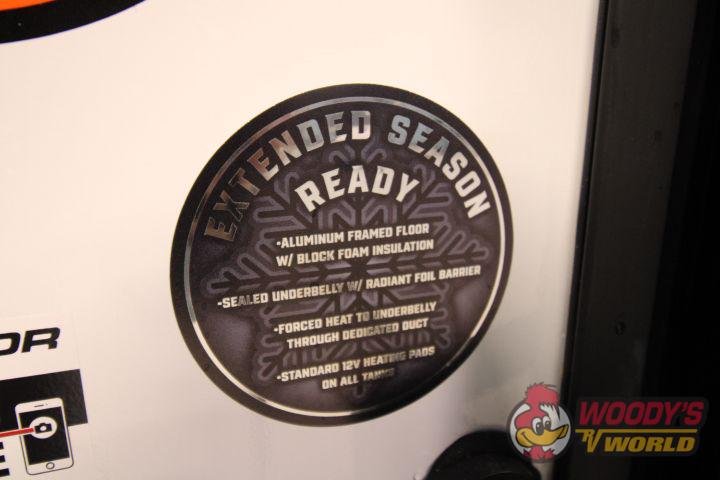 EXTENDED SEASON
READY
•ALUMINUM FRAMED FLOOR
W/ BLOCK FOAM INSULATION
•SEALED UNDERBELLY W/ RADIANT FOIL BARRIER
•FORCED HEAT TO UNDERBELLY
THROUGH DEDICATED DUCT
•STANDARD 12V HEATING PADS
ON ALL TANKS
OR
E
WOODY'S
RV WORLD